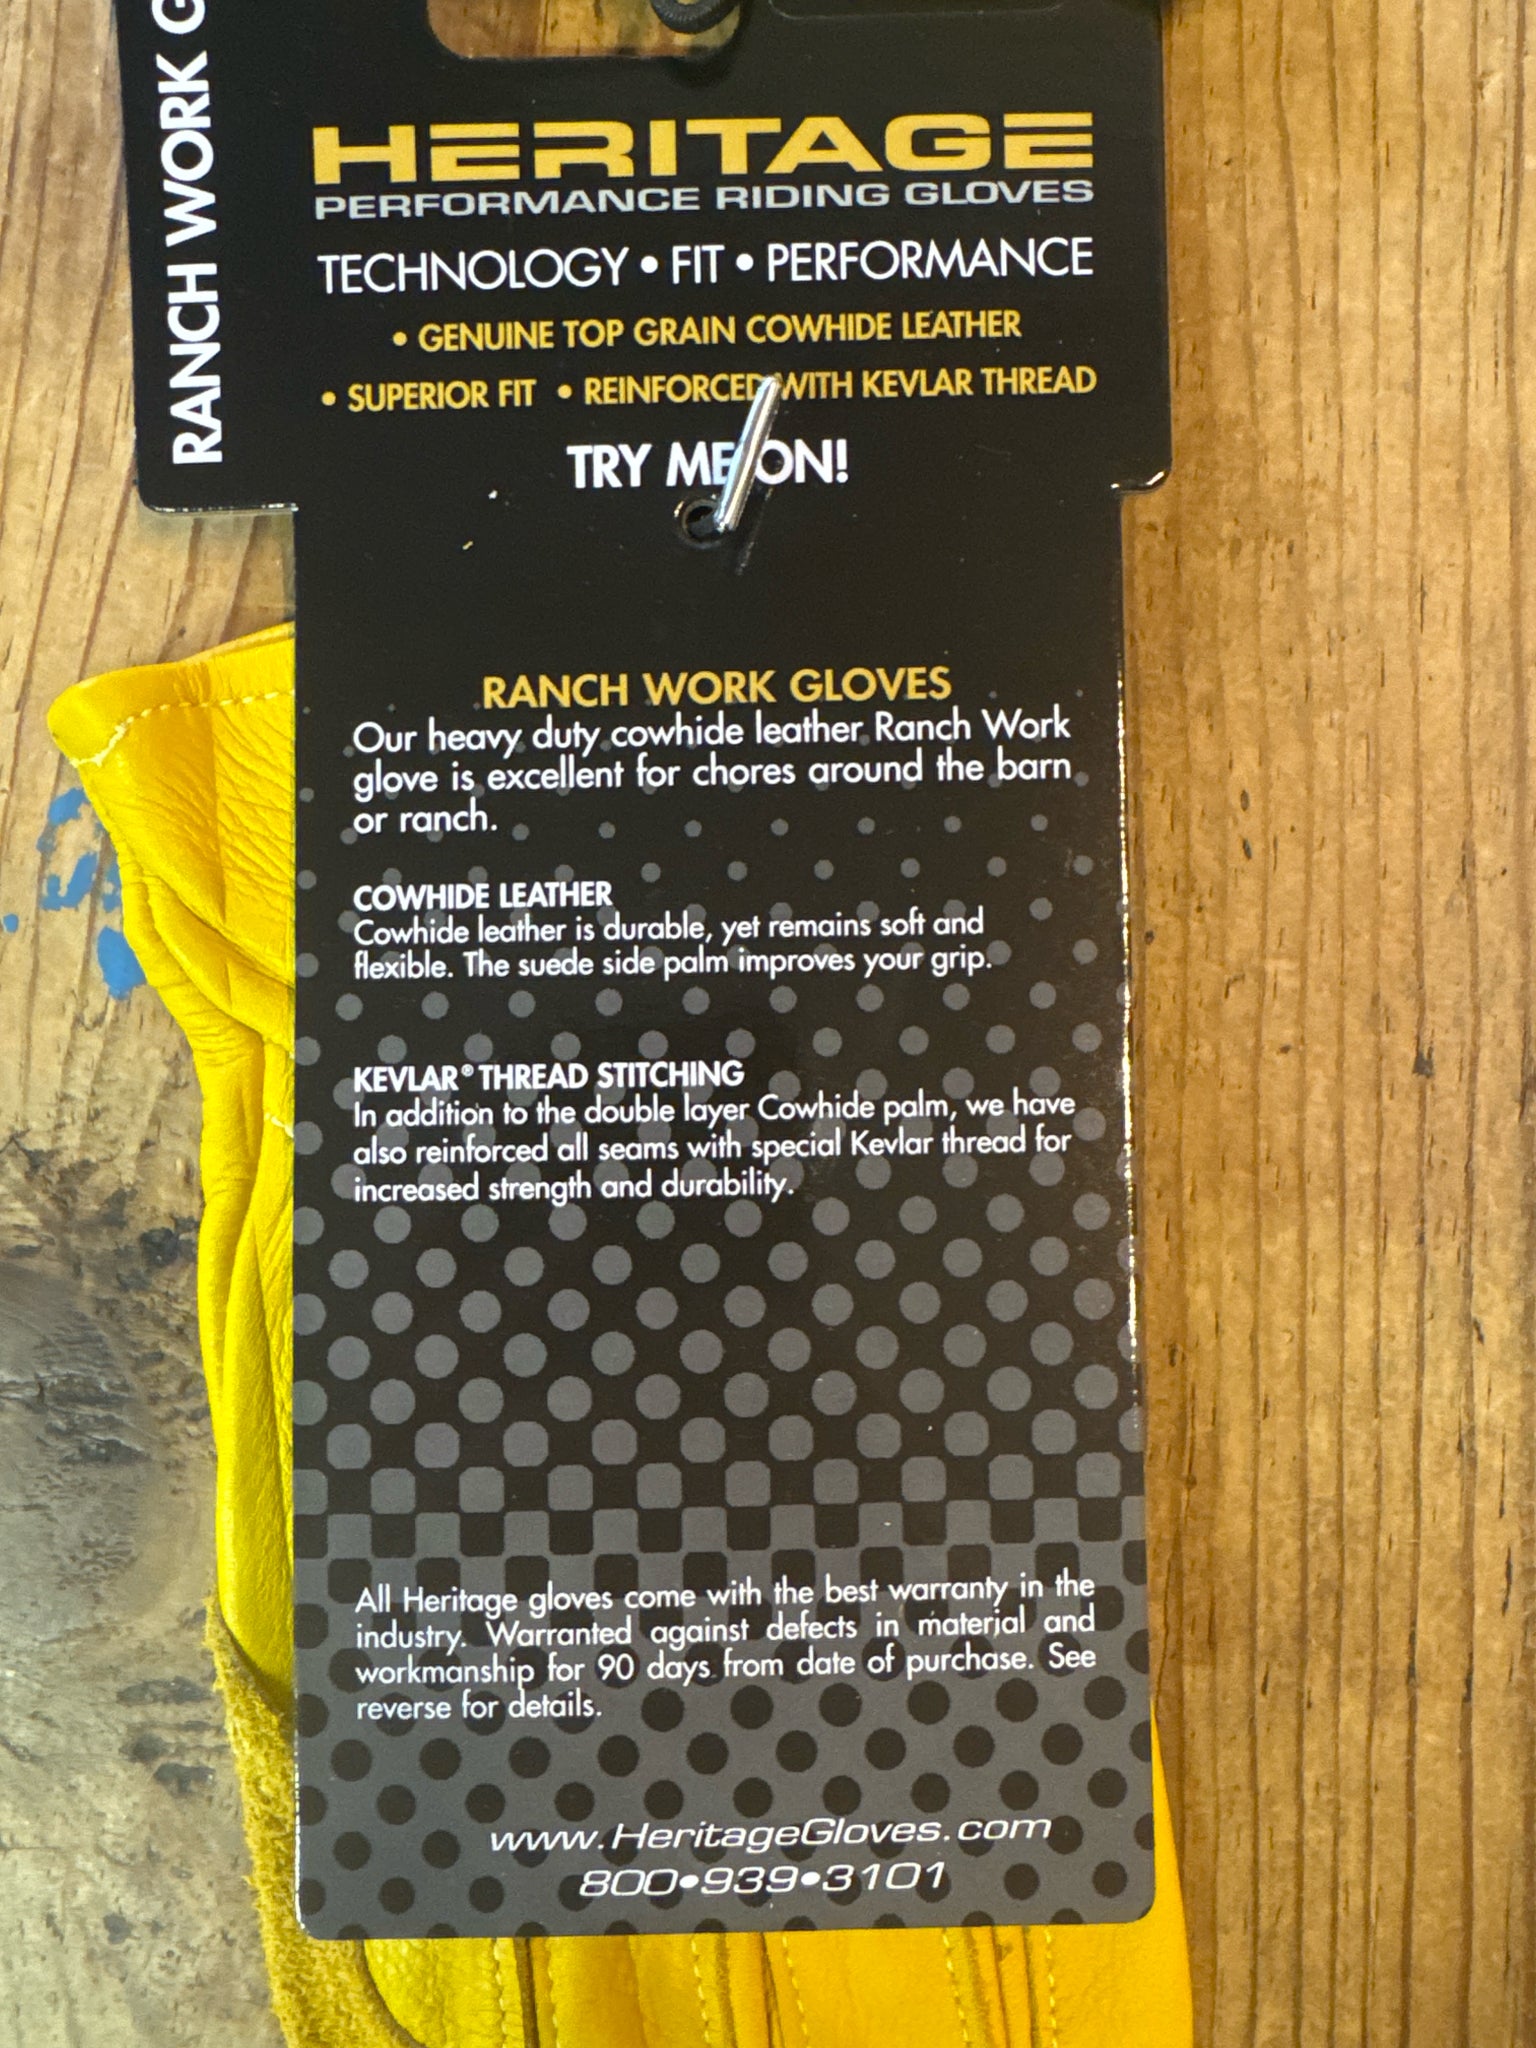 RANCH WORK G
HERITAGE
PERFORMANCE RIDING GLOVES
TECHNOLOGY • FIT • PERFORMANCE
• GENUINE TOP GRAIN COWHIDE LEATHER
• SUPERIOR FIT • REINFORCED WITH KEVLAR THREAD
TRY ME ON!
RANCH WORK GLOVES
Our heavy duty cowhide leather Ranch Work
glove is excellent for chores around the barn
or ranch.
COWHIDE LEATHER
Cowhide leather is durable, yet remains soft and
flexible. The suede side palm improves your grip.
KEVLAR® THREAD STITCHING
In addition to the double layer Cowhide palm, we have
also reinforced all seams with special Kevlar thread for
increased strength and durability.
All Heritage gloves come with the best warranty in the
industry. Warranted against defects in material and
workmanship for 90 days from date of purchase. See
reverse for details.
www.HeritageGloves.com
800•939•3101